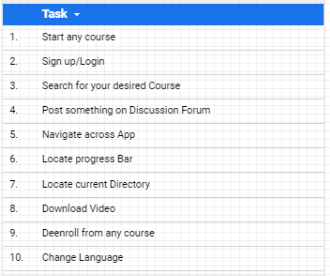 Task
1. Start any course
2. Sign up/Login
3. Search for your desired Course
4. Post something on Discussion Forum
5. Navigate across App
6. Locate progress Bar
7. Locate current Directory
8. Download Video
9. Deenroll from any course
10. Change Language